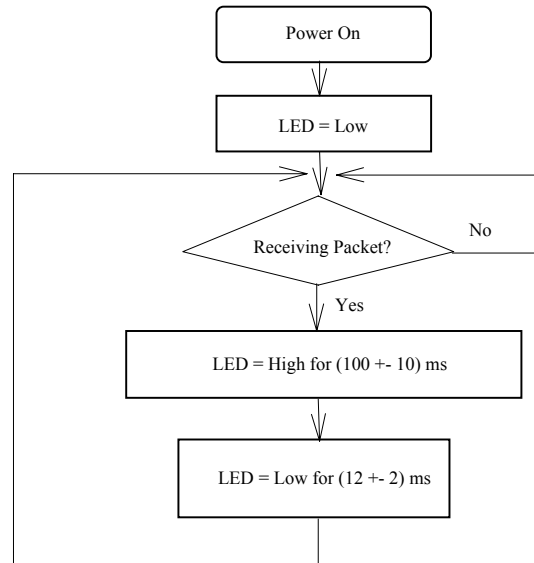 Power On
LED = Low
Receiving Packet?
No
Yes
LED = High for (100 +- 10) ms
LED = Low for (12 +- 2) ms